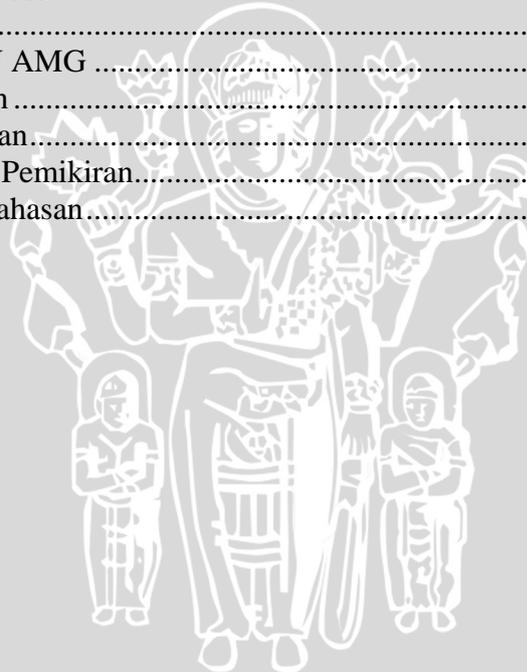 ........................................................
AMG ........................................................
n ........................................................
an........................................................
Pemikiran........................................................
ahasan........................................................